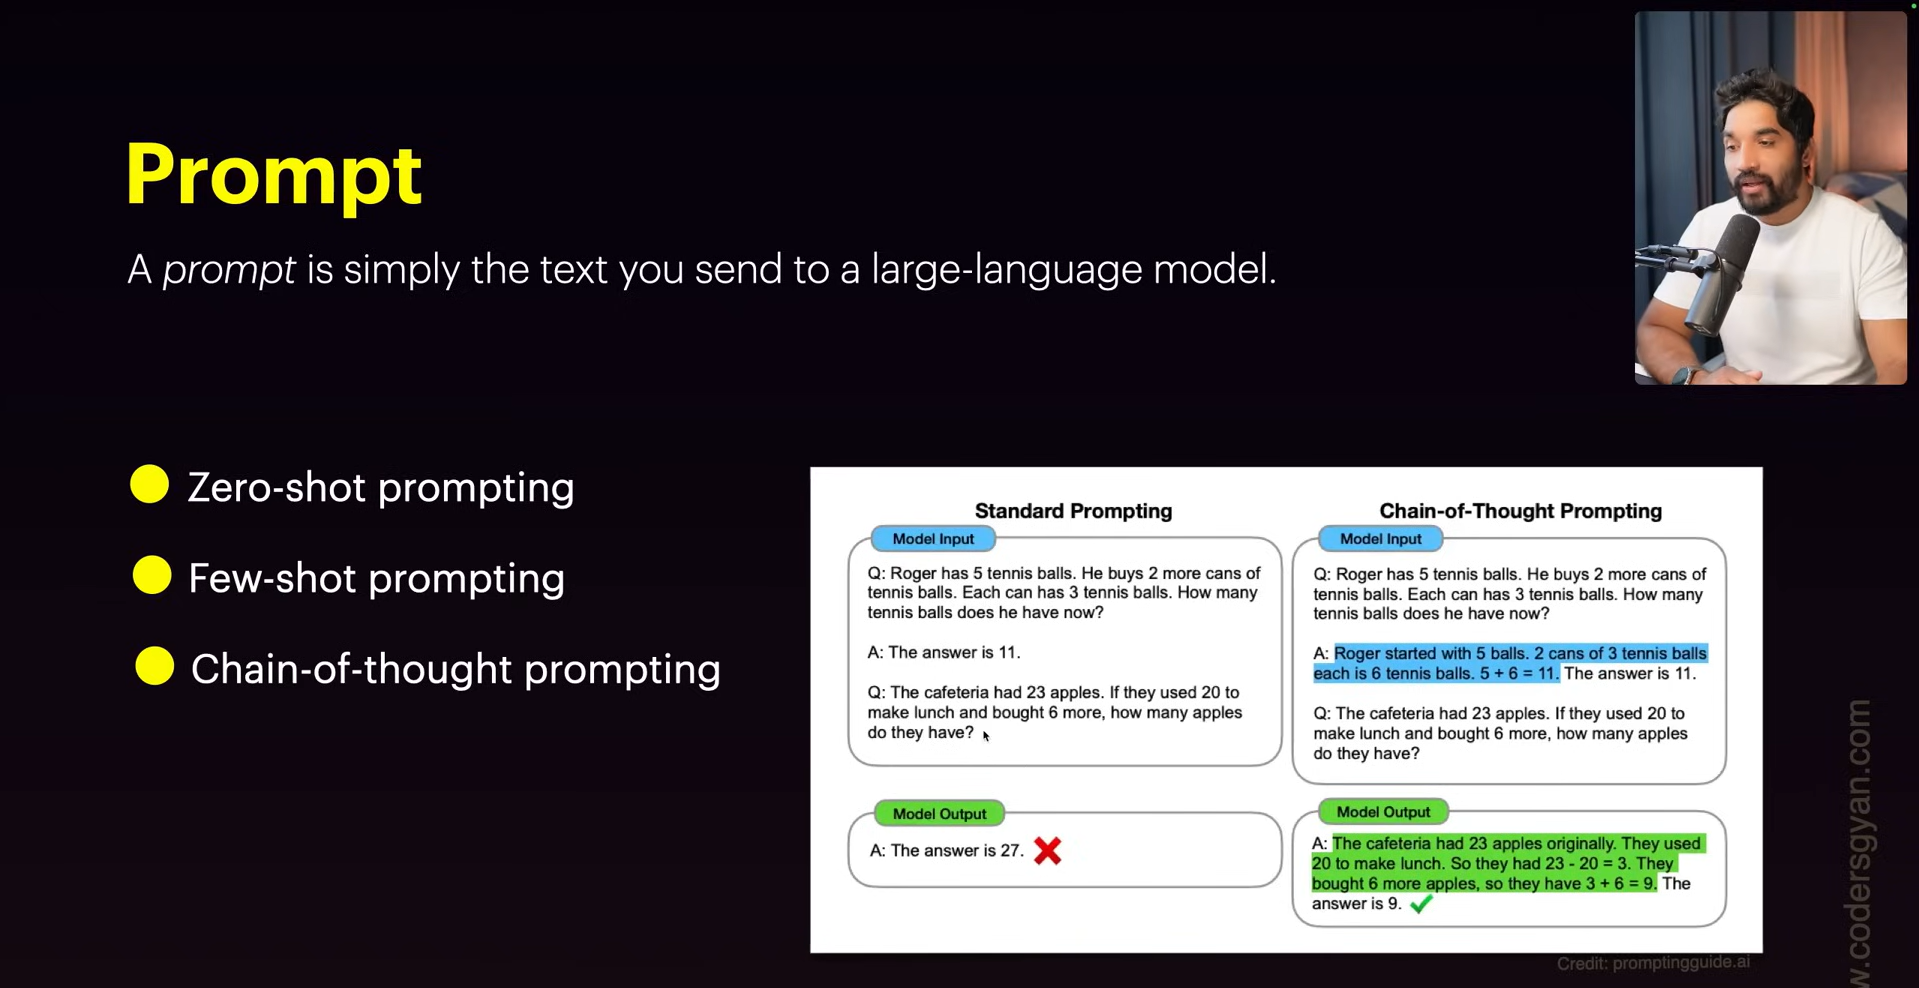 Prompt
A prompt is simply the text you send to a large-language model.
Zero-shot prompting
Few-shot prompting
Chain-of-thought prompting
Standard Prompting
Model Input
Q: Roger has 5 tennis balls. He buys 2 more cans of
tennis balls. Each can has 3 tennis balls. How many
tennis balls does he have now?
A: The answer is 11.
Q: The cafeteria had 23 apples. If they used 20 to
make lunch and bought 6 more, how many apples
do they have?
Model Output
A: The answer is 27.
Chain-of-Thought Prompting
Model Input
Q: Roger has 5 tennis balls. He buys 2 more cans of
tennis balls. Each can has 3 tennis balls. How many
tennis balls does he have now?
A: Roger started with 5 balls. 2 cans of 3 tennis balls
each is 6 tennis balls. 5 + 6 = 11. The answer is 11.
Q: The cafeteria had 23 apples. If they used 20 to
make lunch and bought 6 more, how many apples
do they have?
Model Output
A: The cafeteria had 23 apples originally. They used
20 to make lunch. So they had 23 - 20 = 3. They
bought 6 more apples, so they have 3 + 6 = 9. The
answer is 9.
Credit: promptingguide.ai
w.codersgyan.com